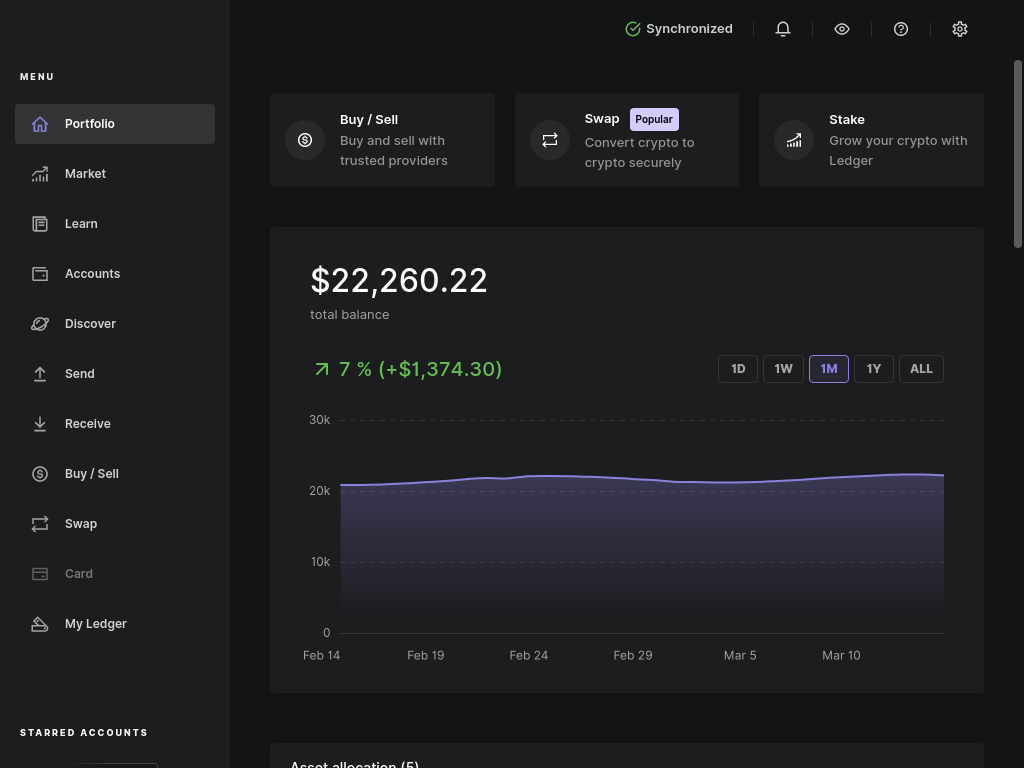 Synchronized
MENU
Portfolio
Market
Learn
Accounts
Discover
Send
Receive
Buy / Sell
Swap
Card
My Ledger
STARRED ACCOUNTS
Buy / Sell
Buy and sell with
trusted providers
Swap Popular
Convert crypto to
crypto securely
Stake
Grow your crypto with
Ledger
$22,260.22
total balance
7 % (+$1,374.30)
1D 1W 1M 1Y ALL
30k
20k
10k
0
Feb 14 Feb 19 Feb 24 Feb 29 Mar 5 Mar 10
Asset allocation (5)